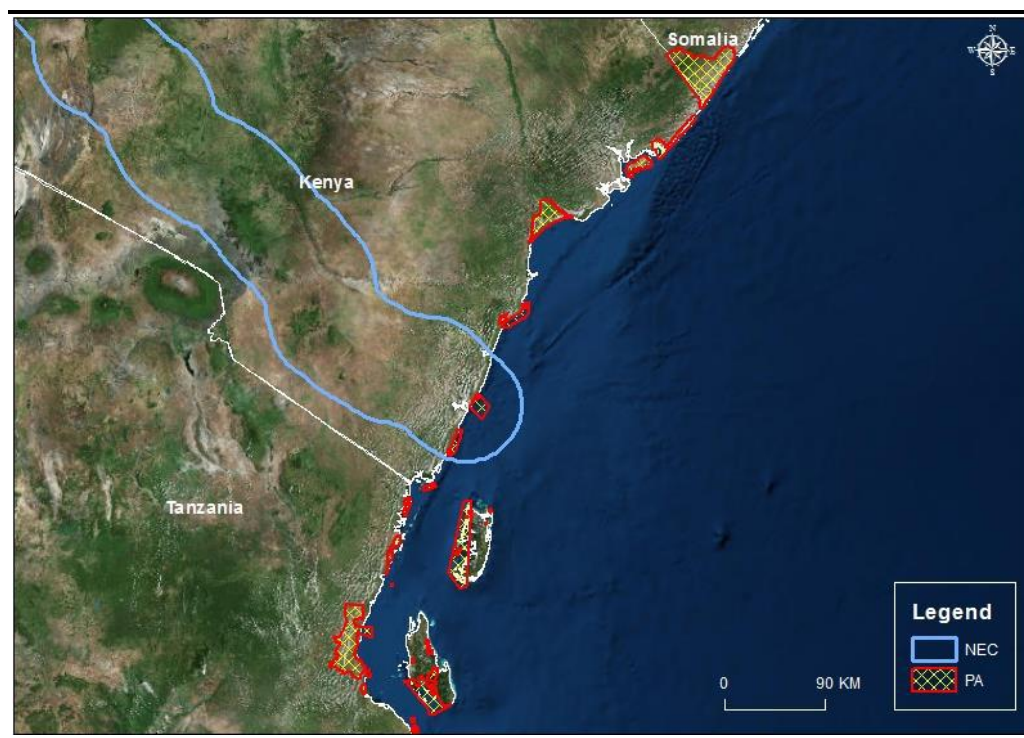 Somalia
N
W E
S
Kenya
Tanzania
Legend
NEC
PA
0 90 KM